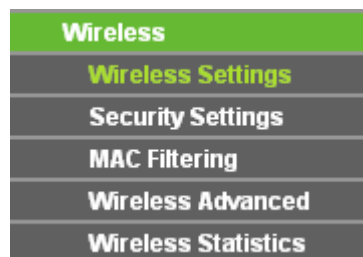 Wireless
Wireless Settings
Security Settings
MAC Filtering
Wireless Advanced
Wireless Statistics